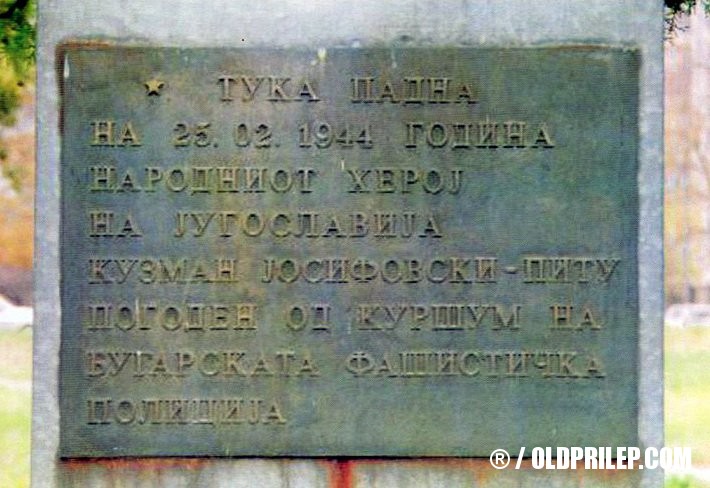 ★ ТУКА ПАДНА
НА 25. 02. 1944 ГОДИНА
НАРОДНИОТ ХЕРОЈ
НА ЈУГОСЛАВИЈА
КУЗМАН ЈОСИФОВСКИ-ПИТУ
ПОГОДЕН ОД КУРШУМ НА
БУГАРСКАТА ФАШИСТИЧКА
ПОЛИЦИЈА
® / OLDPRILEP.COM